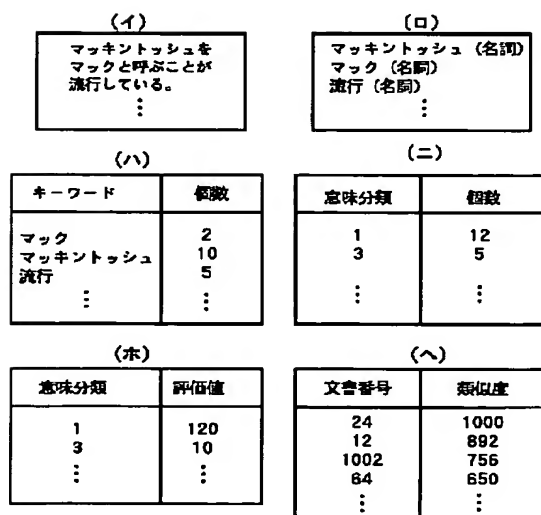 (イ)
マッキントッシュを
マックと呼ぶことが
流行している。
(ロ)
マッキントッシュ (名詞)
マック (名詞)
流行 (名詞)
(ハ)
キーワード 個数
マック 2
マッキントッシュ 10
流行 5
(ニ)
意味分類 個数
1 12
3 5
(ホ)
意味分類 評価値
1 120
3 10
(ヘ)
文書番号 類似度
24 1000
12 892
1002 756
64 650